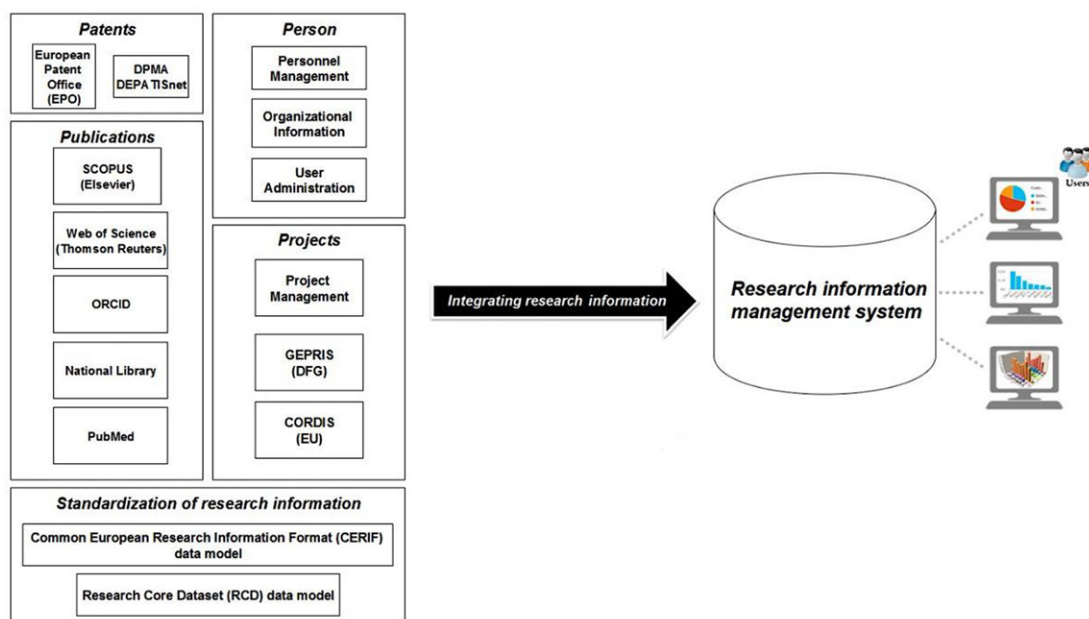 Patents
European
Patent
Office
(EPO)
DPMA
DEPATISnet
Publications
SCOPUS
(Elsevier)
Web of Science
(Thomson Reuters)
ORCID
National Library
PubMed
Person
Personnel
Management
Organizational
Information
User
Administration
Projects
Project
Management
GEPRIS
(DFG)
CORDIS
(EU)
Standardization of research information
Common European Research Information Format (CERIF)
data model
Research Core Dataset (RCD) data model
Integrating research information
Research information
management system
Users